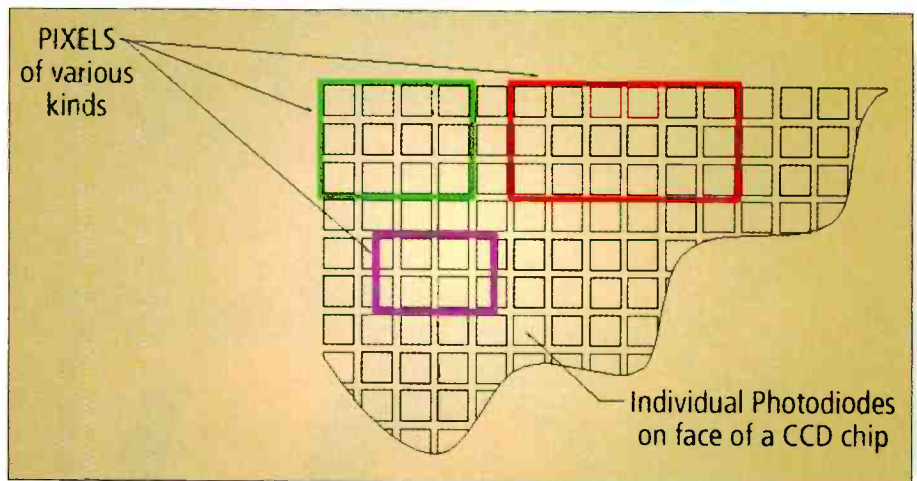 PIXELS
of various
kinds
Individual Photodiodes
on face of a CCD chip